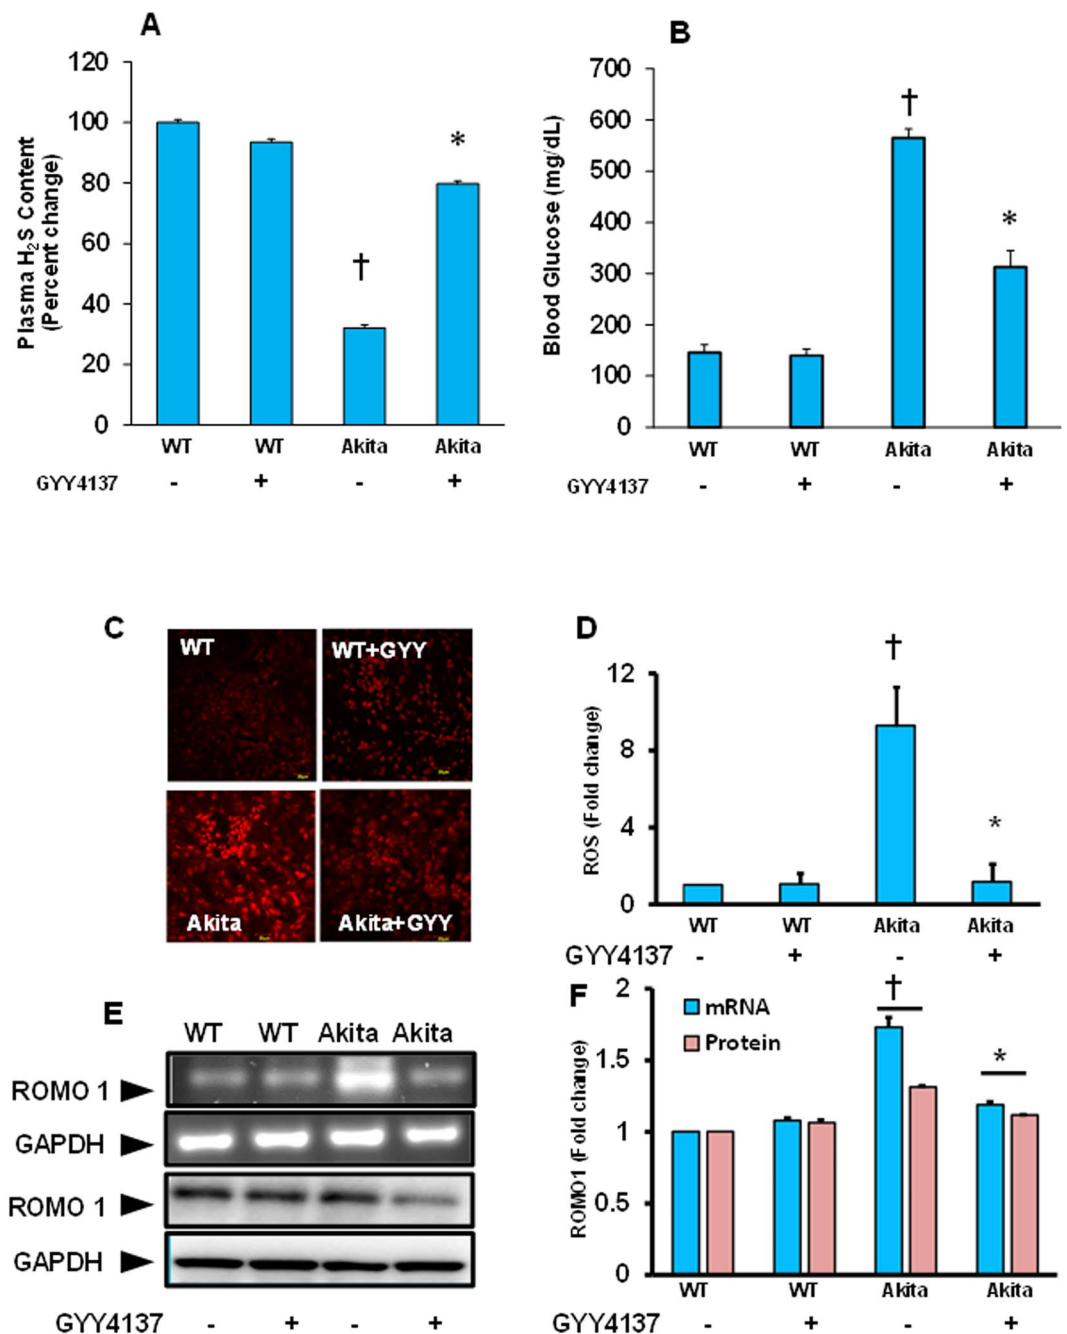 A
120
100
80
60
40
20
0
Plasma H₂S Content
(Percent change)
†
*
WT WT Akita Akita
GYY4137 - + - +
B
700
600
500
400
300
200
100
0
Blood Glucose (mg/dL)
†
*
WT WT Akita Akita
GYY4137 - + - +
C
WT
WT+GYY
Akita
Akita+GYY
D
12
8
4
0
ROS (Fold change)
†
*
WT WT Akita Akita
GYY4137 - + - +
E
WT WT Akita Akita
ROMO 1
GAPDH
ROMO 1
GAPDH
GYY4137 - + - +
F
2
1.5
1
0.5
0
ROMO1 (Fold change)
mRNA
Protein
†
*
WT WT Akita Akita
GYY4137 - + - +